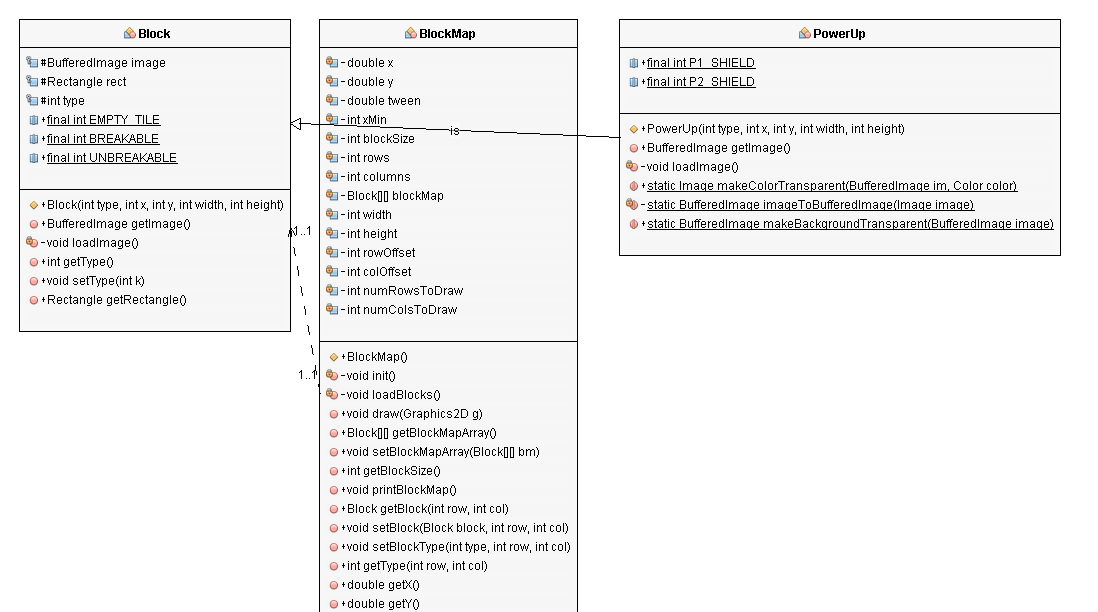 Block
#BufferedImage image
#Rectangle rect
#int type
+final int EMPTY_TILE
+final int BREAKABLE
+final int UNBREAKABLE
+Block(int type, int x, int y, int width, int height)
+BufferedImage getImage()
-void loadImage()
+int getType()
+void setType(int k)
+Rectangle getRectangle()
1..1
1..1
BlockMap
-double x
-double y
-double tween
-int xMin
-int blockSize
-int rows
-int columns
-Block[][] blockMap
-int width
-int height
-int rowOffset
-int colOffset
-int numRowsToDraw
-int numColsToDraw
+BlockMap()
-void init()
-void loadBlocks()
+void draw(Graphics2D g)
+Block[][] getBlockMapArray()
+void setBlockMapArray(Block[][] bm)
+int getBlockSize()
+void printBlockMap()
+Block getBlock(int row, int col)
+void setBlock(Block block, int row, int col)
+void setBlockType(int type, int row, int col)
+int getType(int row, int col)
+double getX()
+double getY()
is
PowerUp
+final int P1_SHIELD
+final int P2_SHIELD
+PowerUp(int type, int x, int y, int width, int height)
+BufferedImage getImage()
-void loadImage()
+static Image makeColorTransparent(BufferedImage im, Color color)
-static BufferedImage imageToBufferedImage(Image image)
+static BufferedImage makeBackgroundTransparent(BufferedImage image)